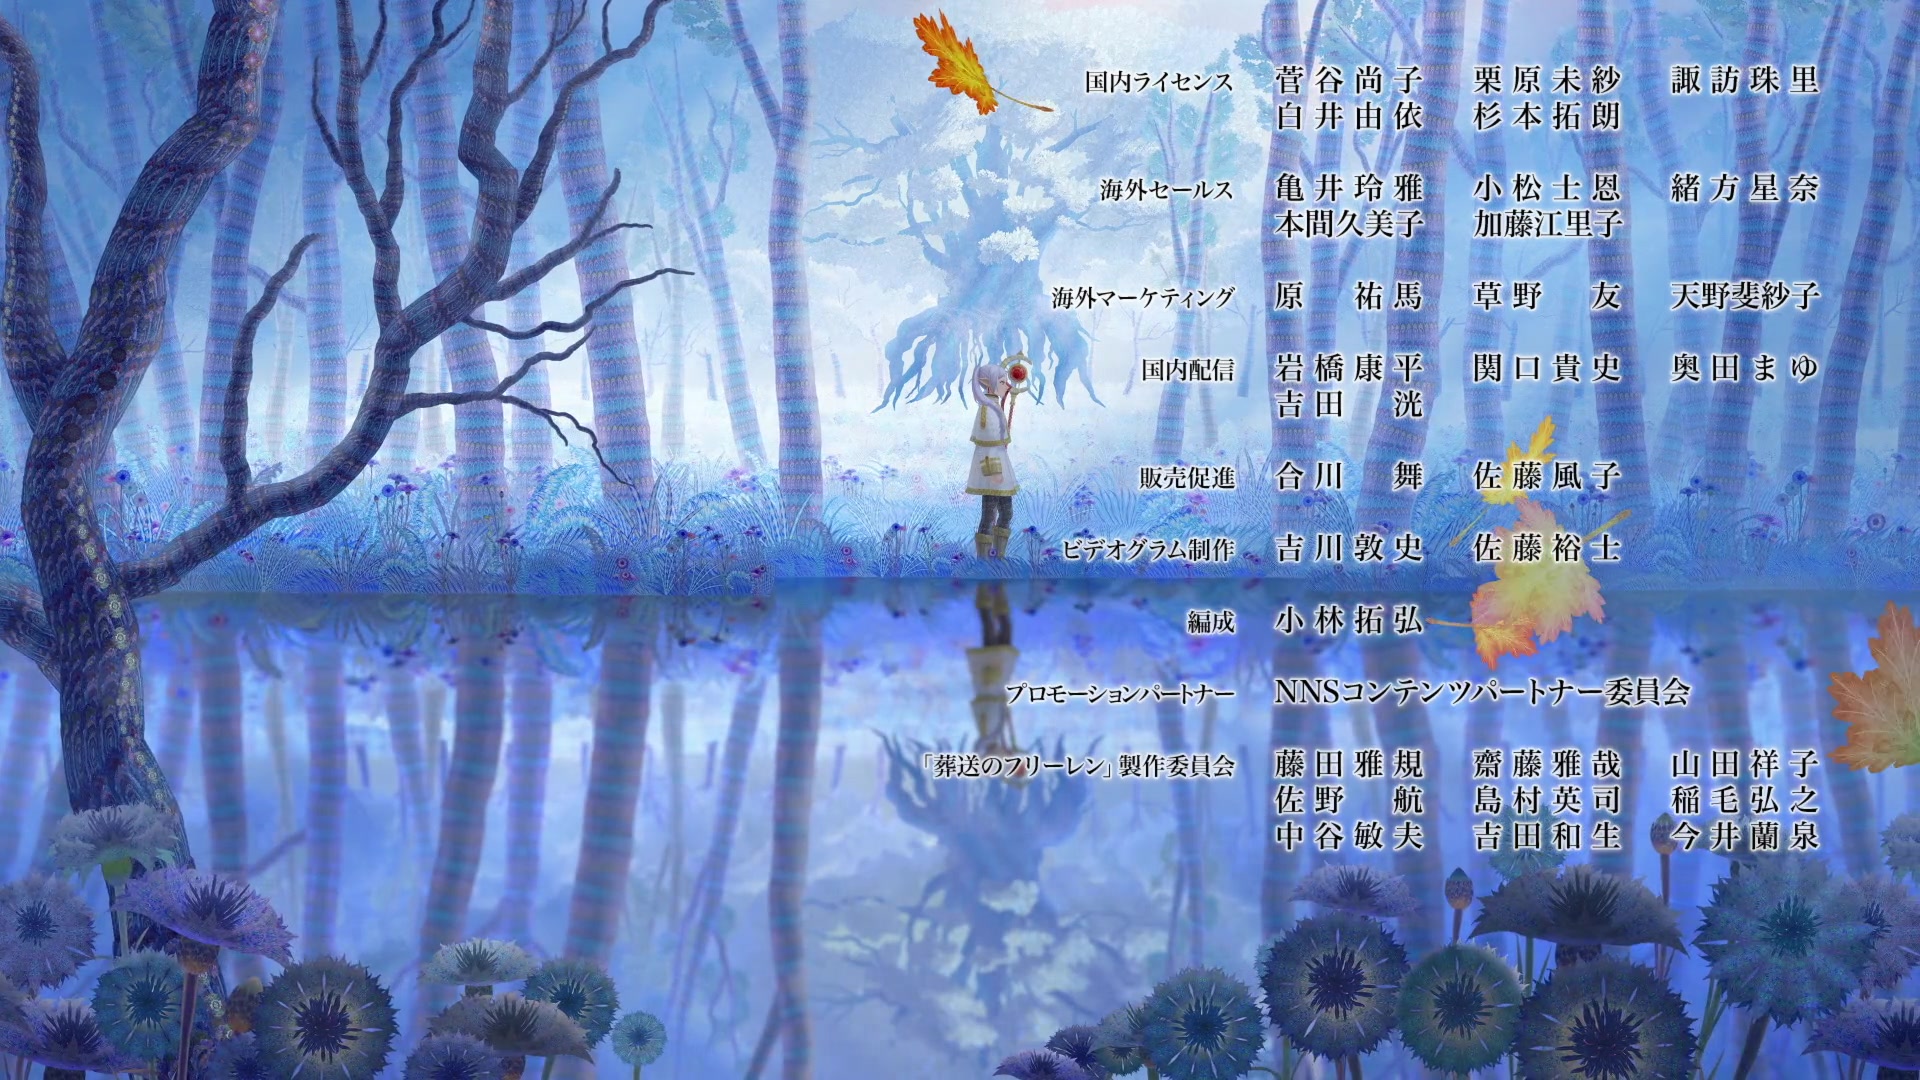 国内ライセンス 菅谷尚子 栗原未紗 諏訪珠里
白井由依 杉本拓朗
海外セールス 亀井玲雅 小松士恩 緒方星奈
本間久美子 加藤江里子
海外マーケティング 原祐馬 草野友 天野斐紗子
国内配信 岩橋康平 関口貴史 奥田まゆ
吉田洸
販売促進 合川舞 佐藤風子
ビデオグラム制作 吉川敦史 佐藤裕士
編成 小林拓弘
プロモーションパートナー NNSコンテンツパートナー委員会
「葬送のフリーレン」製作委員会 藤田雅規 齋藤雅哉 山田祥子
佐野航 島村英司 稲毛弘之
中谷敏夫 吉田和生 今井蘭泉